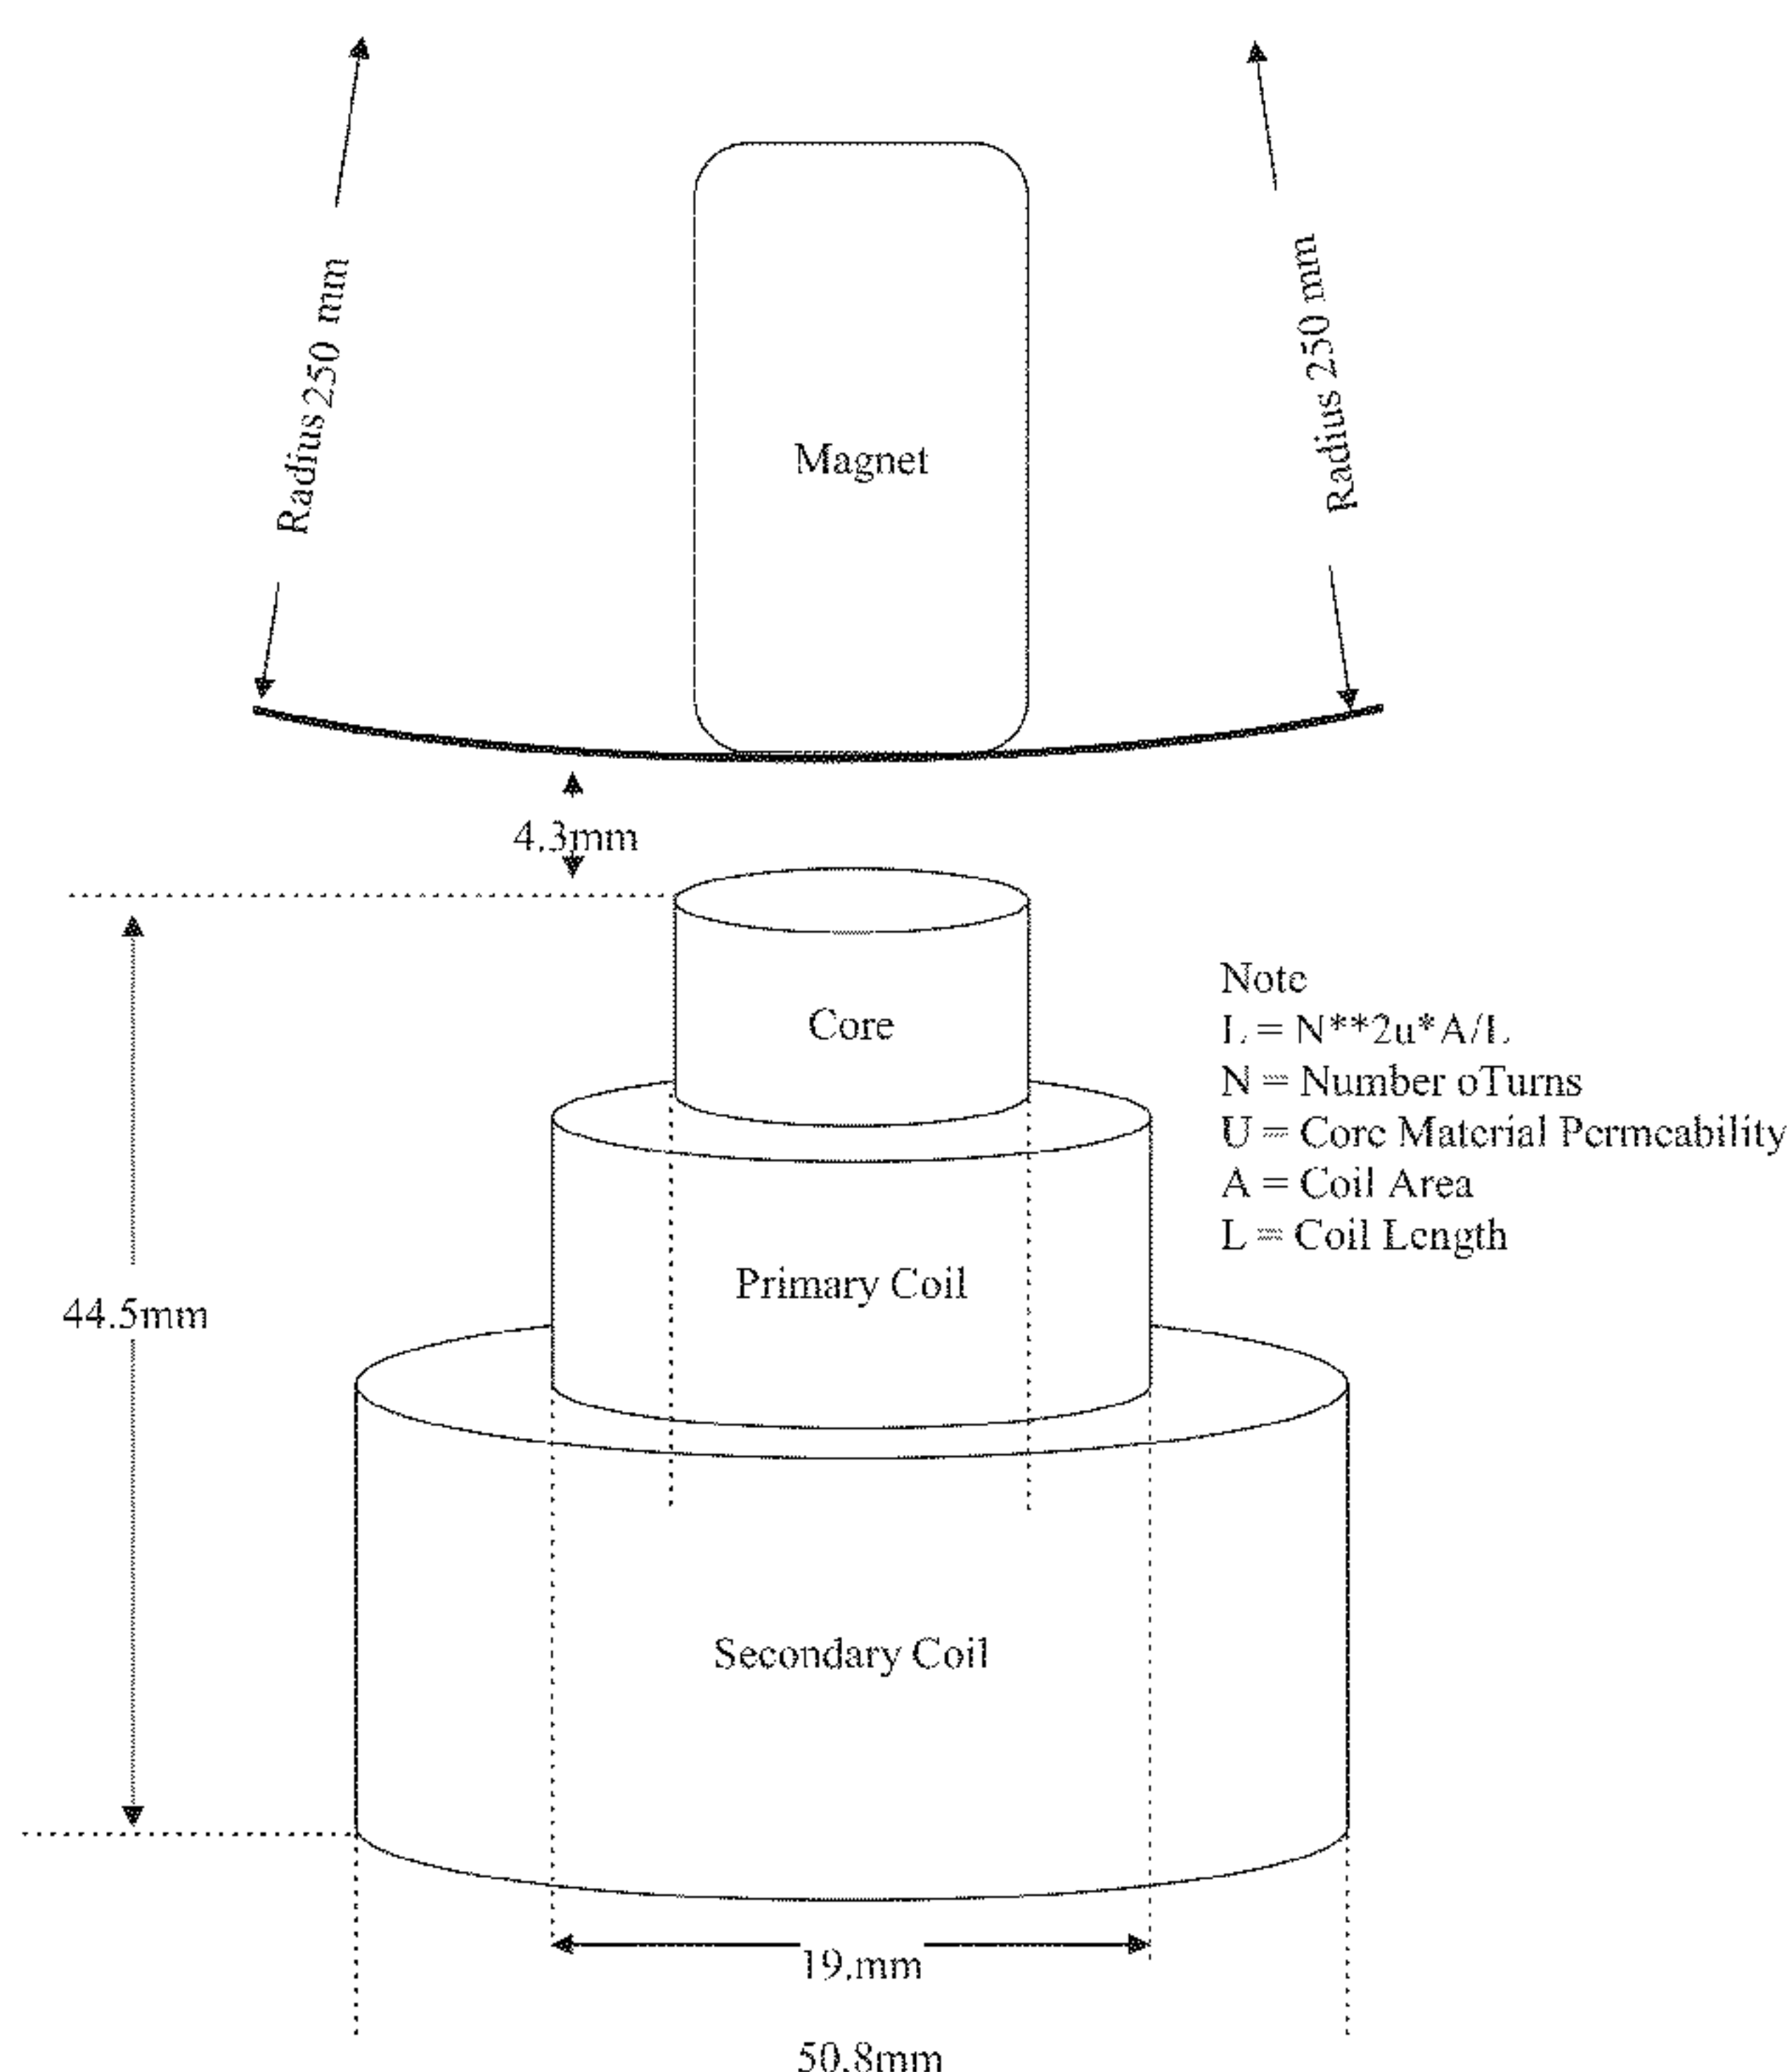 Radius 250 mm
Radius 250 mm
Magnet
4.3mm
Core
Note
L = N**2u*A/L
N = Number oTurns
U = Core Material Permeability
A = Coil Area
L = Coil Length
Primary Coil
44.5mm
Secondary Coil
19.mm
50.8mm